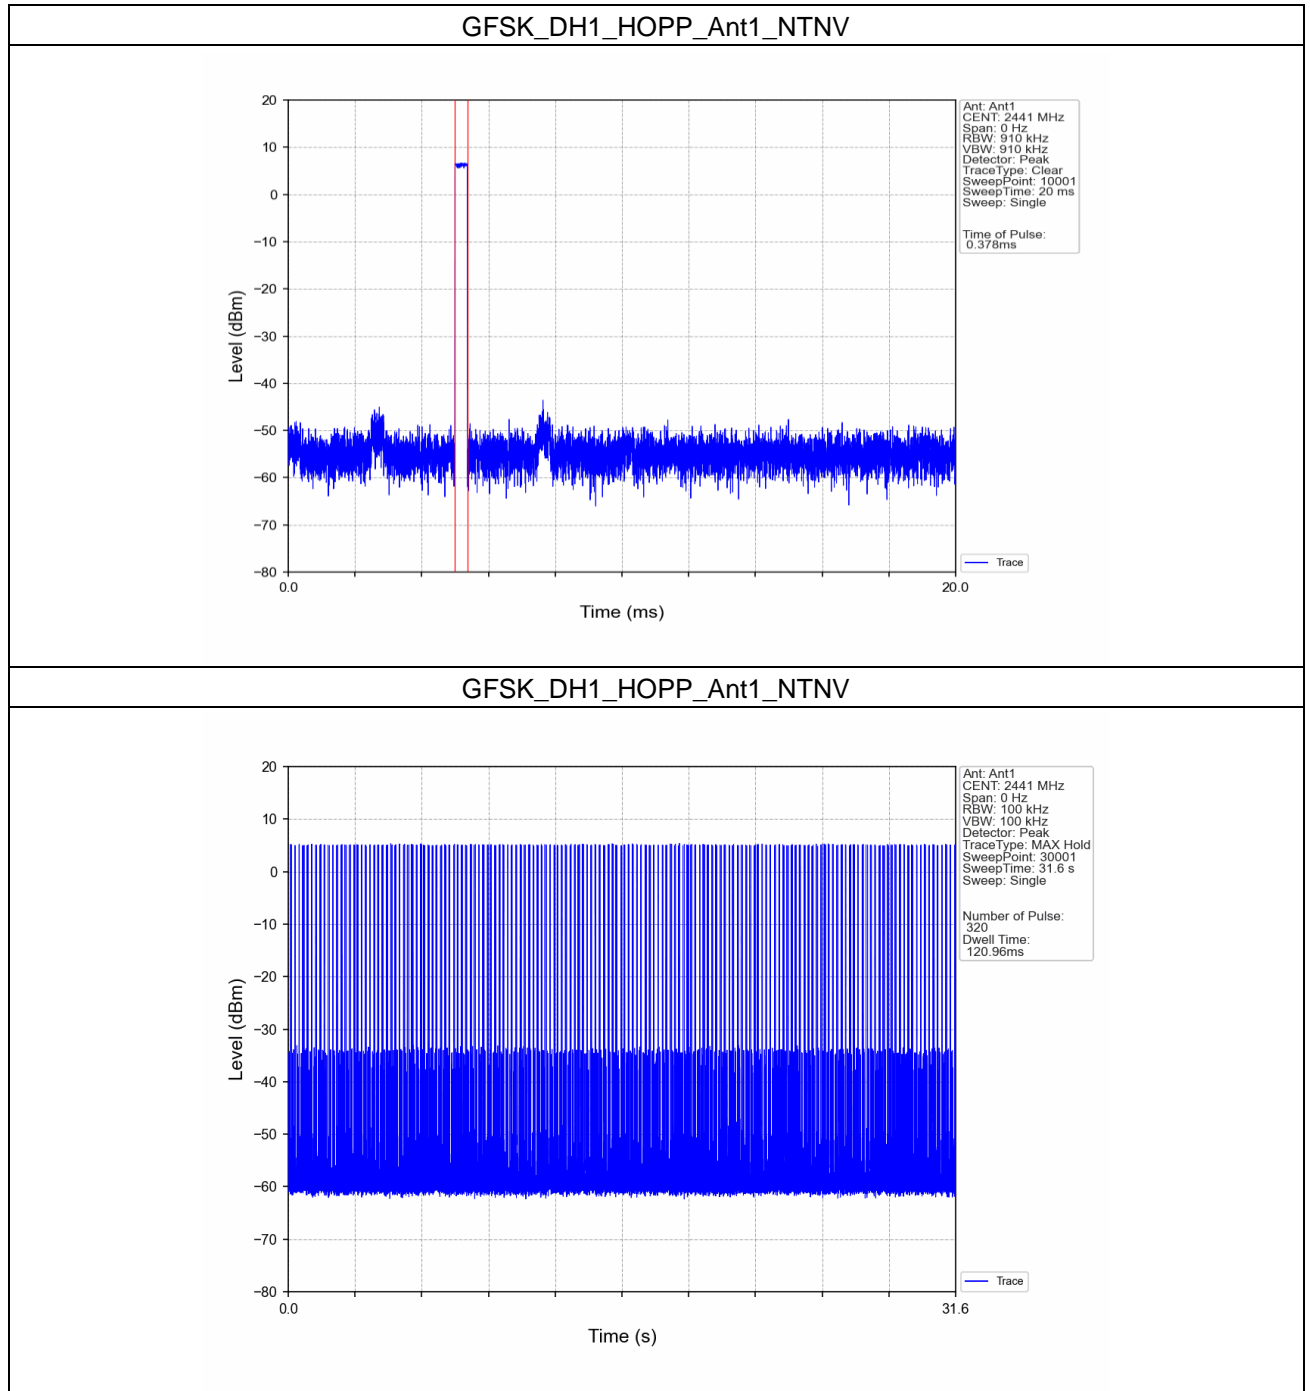 GFSK_DH1_HOPP_Ant1_NTNV
20
10
0
−10
−20
−30
−40
−50
−60
−70
−80
Level (dBm)
0.0
20.0
Time (ms)
Ant: Ant1
CENT: 2441 MHz
Span: 0 Hz
RBW: 910 kHz
VBW: 910 kHz
Detector: Peak
TraceType: Clear
SweepPoint: 10001
SweepTime: 20 ms
Sweep: Single
Time of Pulse:
0.378ms
Trace
GFSK_DH1_HOPP_Ant1_NTNV
20
10
0
−10
−20
−30
−40
−50
−60
−70
−80
Level (dBm)
0.0
31.6
Time (s)
Ant: Ant1
CENT: 2441 MHz
Span: 0 Hz
RBW: 100 kHz
VBW: 100 kHz
Detector: Peak
TraceType: MAX Hold
SweepPoint: 30001
SweepTime: 31.6 s
Sweep: Single
Number of Pulse:
320
Dwell Time:
120.96ms
Trace